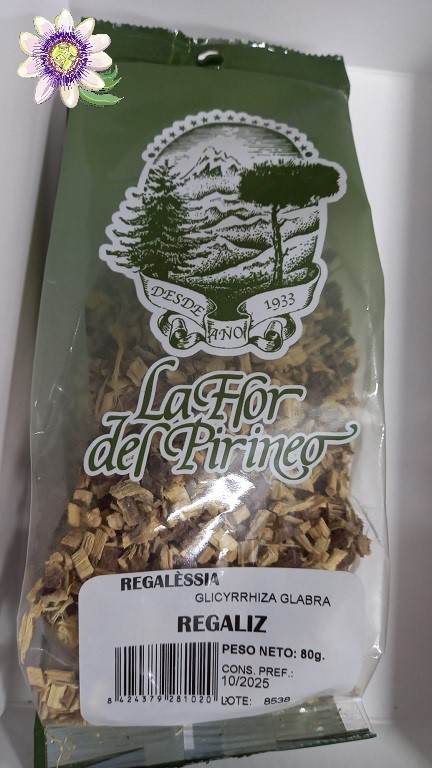 DESDE 1933
AÑO
La Flor
del Pirineo
REGALÈSSIA
GLICYRRHIZA GLABRA
REGALIZ
PESO NETO: 80g.
CONS. PREF.:
10/2025
LOTE: 8538
8 424379 281020